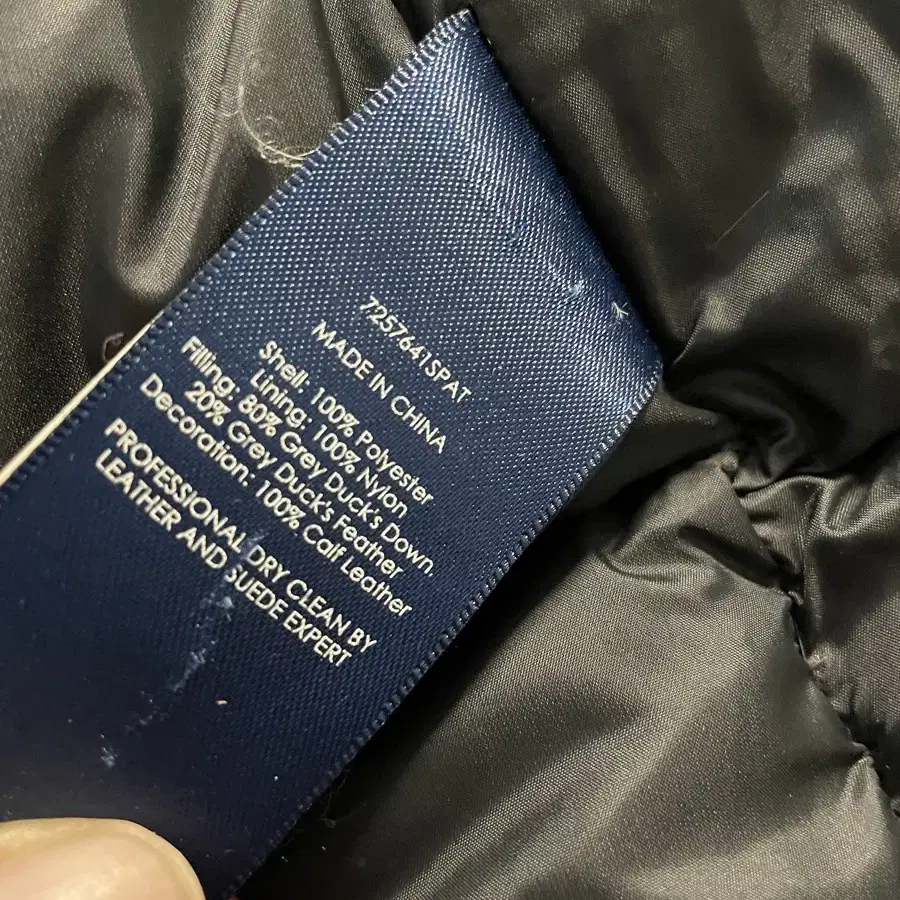 7257641SPAT
MADE IN CHINA
Shell: 100% Polyester
Lining: 100% Nylon
Filling: 80% Grey Duck's Down.
20% Grey Duck's Feather
Decoration: 100% Calf Leather
PROFESSIONAL DRY CLEAN BY
LEATHER AND SUEDE EXPERT